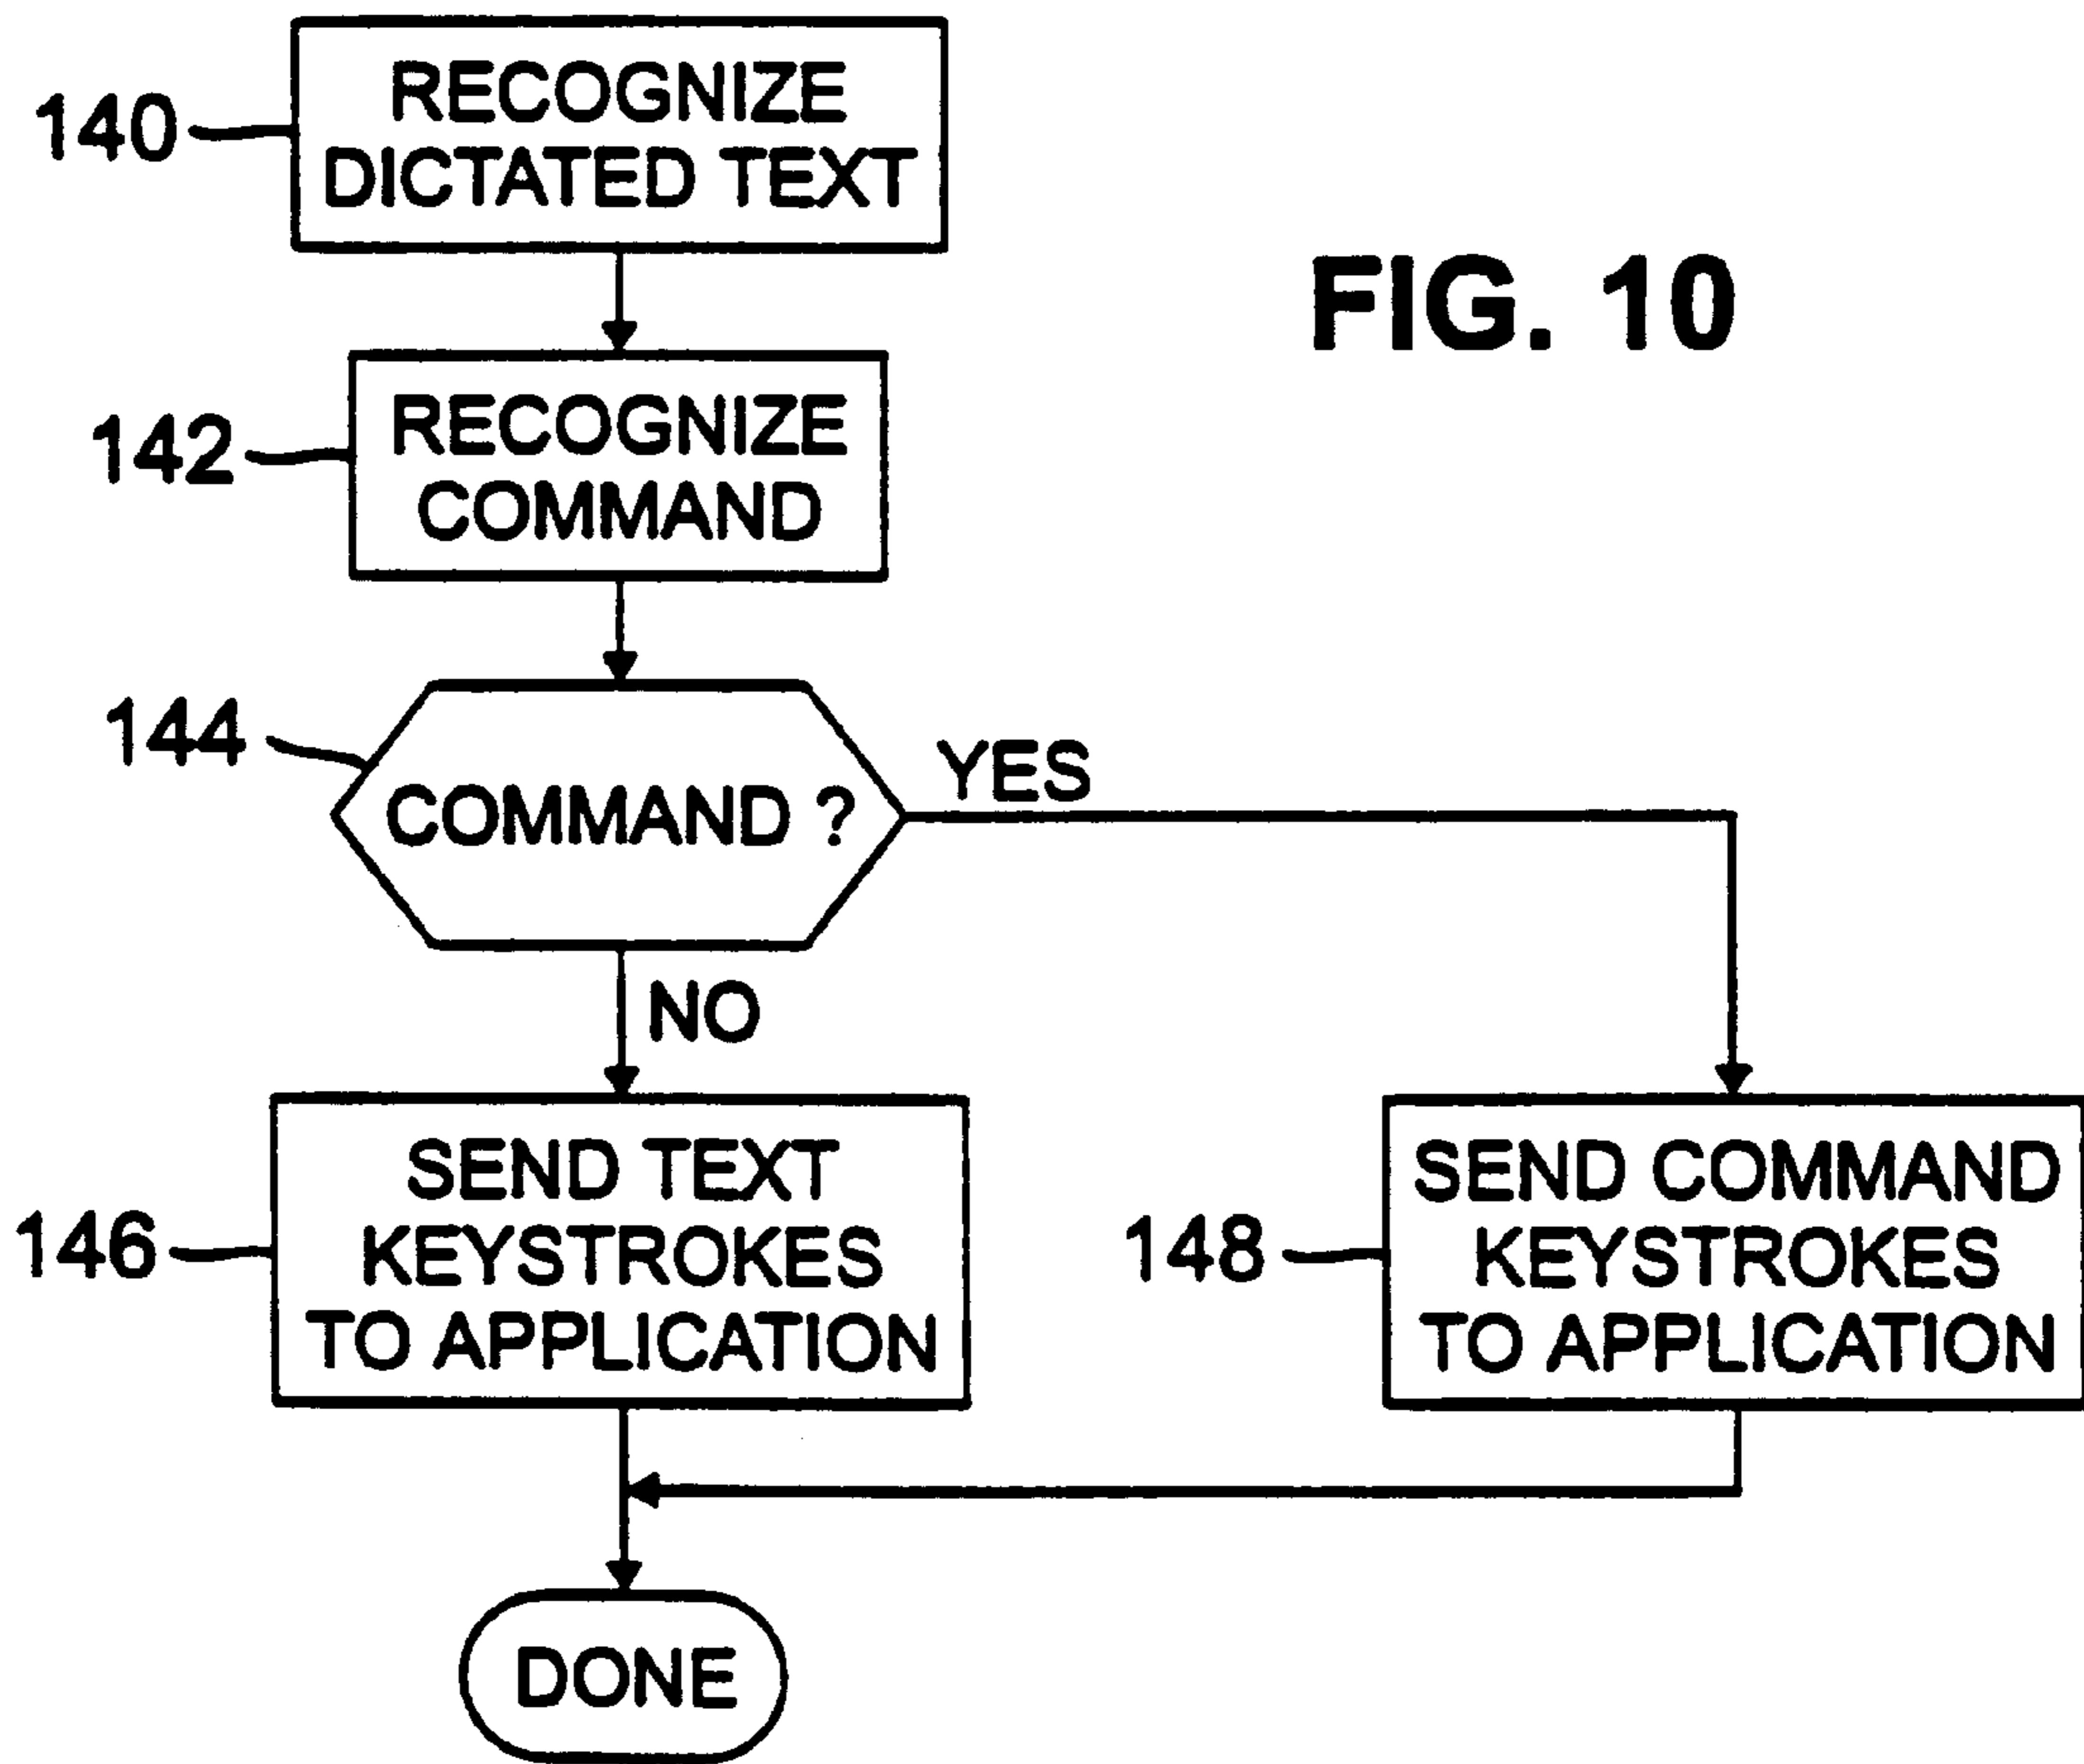 140
RECOGNIZE
DICTATED TEXT
FIG. 10
142
RECOGNIZE
COMMAND
144
COMMAND ?
YES
NO
146
SEND TEXT
KEYSTROKES
TO APPLICATION
148
SEND COMMAND
KEYSTROKES
TO APPLICATION
DONE